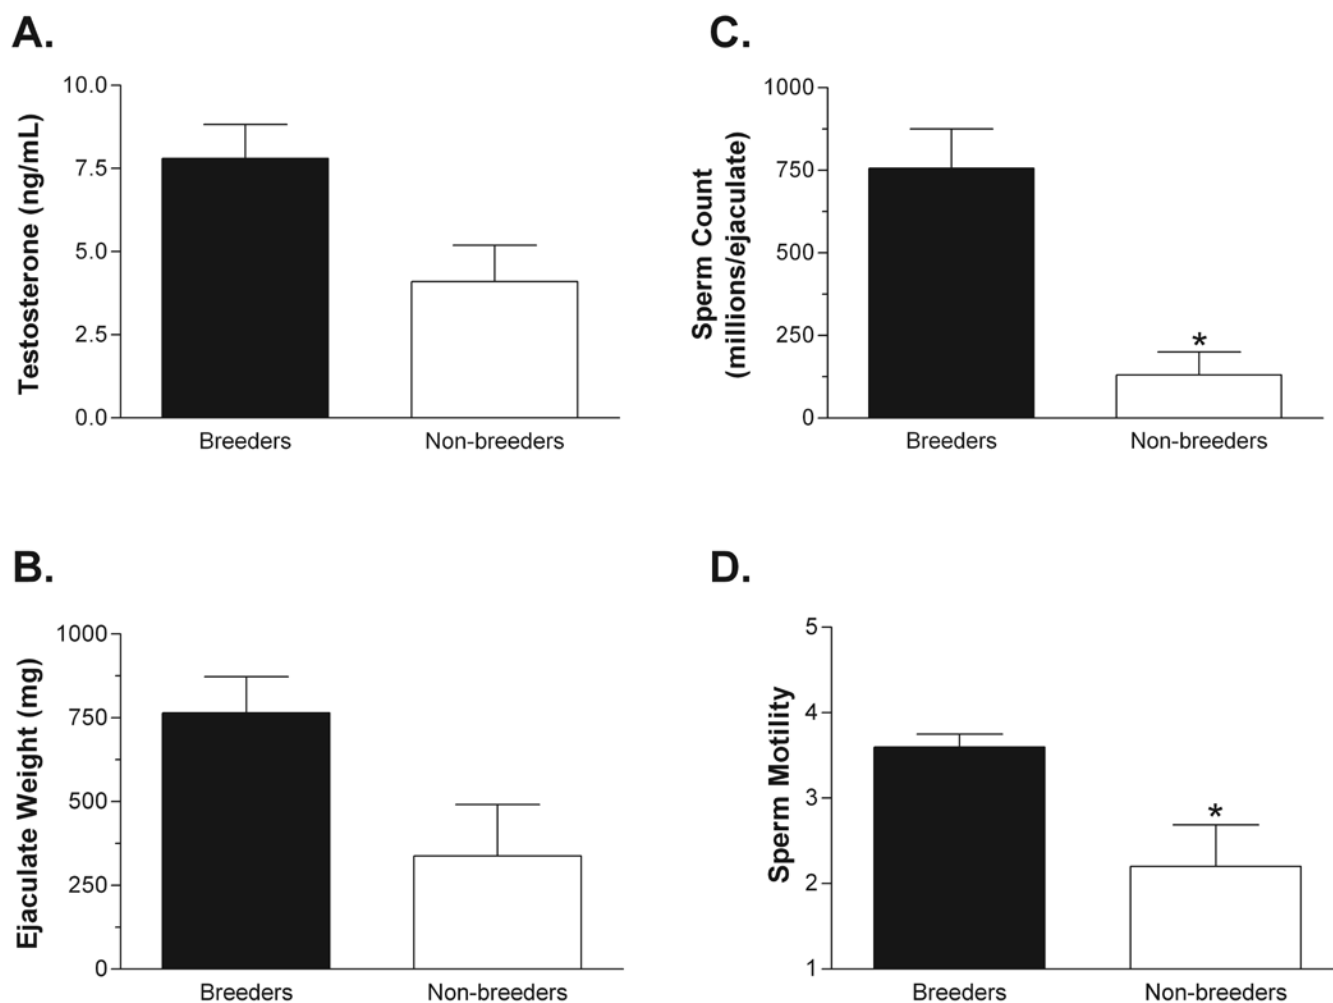 A.
Testosterone (ng/mL)
10.0
7.5
5.0
2.5
0.0
Breeders
Non-breeders
B.
Ejaculate Weight (mg)
1000
750
500
250
0
Breeders
Non-breeders
C.
Sperm Count
(millions/ejaculate)
1000
750
500
250
0
*
Breeders
Non-breeders
D.
Sperm Motility
5
4
3
2
1
*
Breeders
Non-breeders